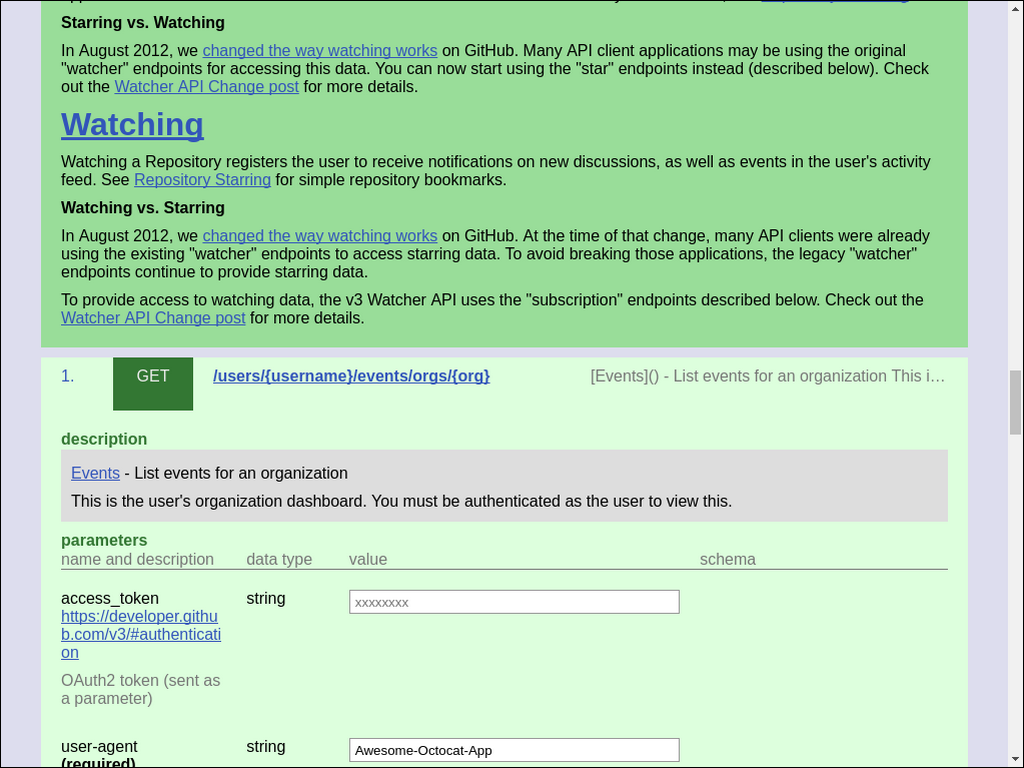 Starring vs. Watching
In August 2012, we changed the way watching works on GitHub. Many API client applications may be using the original
"watcher" endpoints for accessing this data. You can now start using the "star" endpoints instead (described below). Check
out the Watcher API Change post for more details.
Watching
Watching a Repository registers the user to receive notifications on new discussions, as well as events in the user's activity
feed. See Repository Starring for simple repository bookmarks.
Watching vs. Starring
In August 2012, we changed the way watching works on GitHub. At the time of that change, many API clients were already
using the existing "watcher" endpoints to access starring data. To avoid breaking those applications, the legacy "watcher"
endpoints continue to provide starring data.
To provide access to watching data, the v3 Watcher API uses the "subscription" endpoints described below. Check out the
Watcher API Change post for more details.
1. GET /users/{username}/events/orgs/{org} [Events]() - List events for an organization This i…
description
Events - List events for an organization
This is the user's organization dashboard. You must be authenticated as the user to view this.
parameters
name and description data type value schema
access_token string xxxxxxxx
https://developer.githu
b.com/v3/#authenticati
on
OAuth2 token (sent as
a parameter)
user-agent string Awesome-Octocat-App
(required)